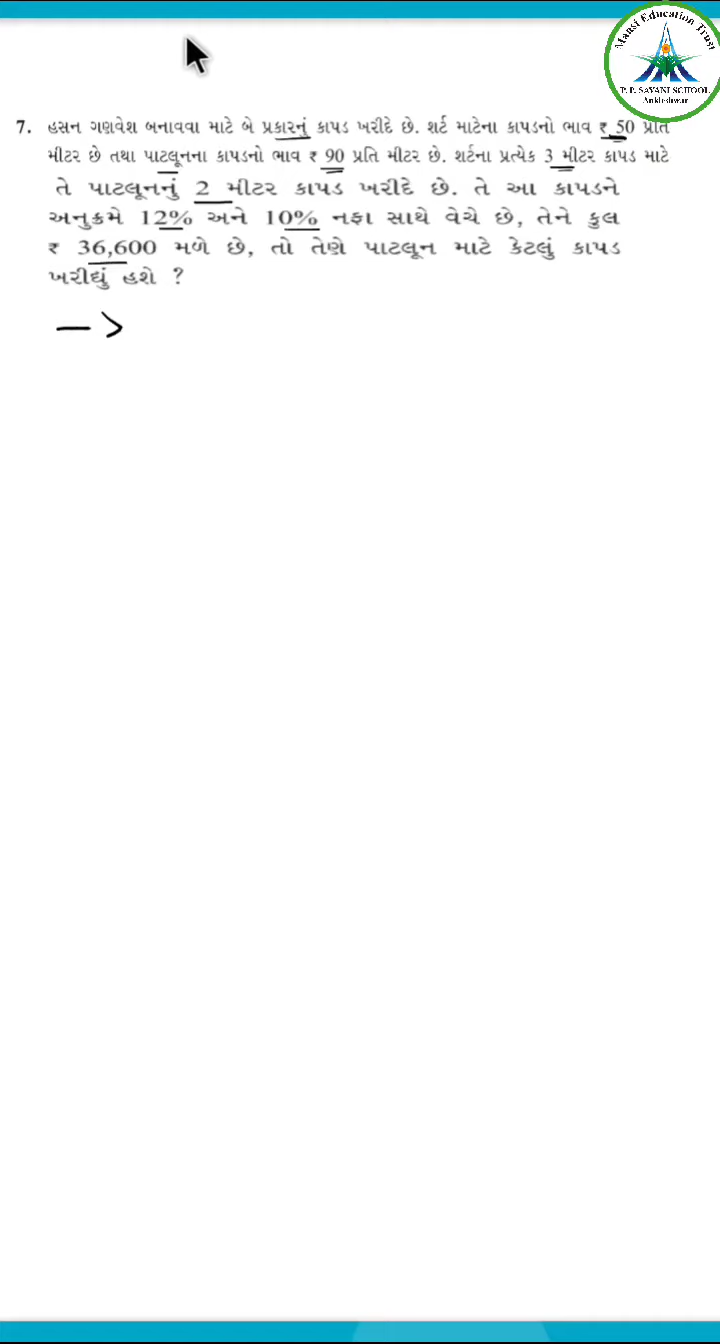 Mansi Education Trust
P. P. SAVANI SCHOOL
Ankleshwar
7. હસન ગણવેશ બનાવવા માટે બે પ્રકારનું કાપડ ખરીદે છે. શર્ટ માટેના કાપડનો ભાવ ₹ 50 પ્રતિ
મીટર છે તથા પાટલૂનના કાપડનો ભાવ ₹ 90 પ્રતિ મીટર છે. શર્ટના પ્રત્યેક 3 મીટર કાપડ માટે
તે પાટલૂનનું 2 મીટર કાપડ ખરીદે છે. તે આ કાપડને
અનુક્રમે 12% અને 10% નફા સાથે વેચે છે, તેને કુલ
₹ 36,600 મળે છે, તો તેણે પાટલૂન માટે કેટલું કાપડ
ખરીદ્યું હશે ?
—>